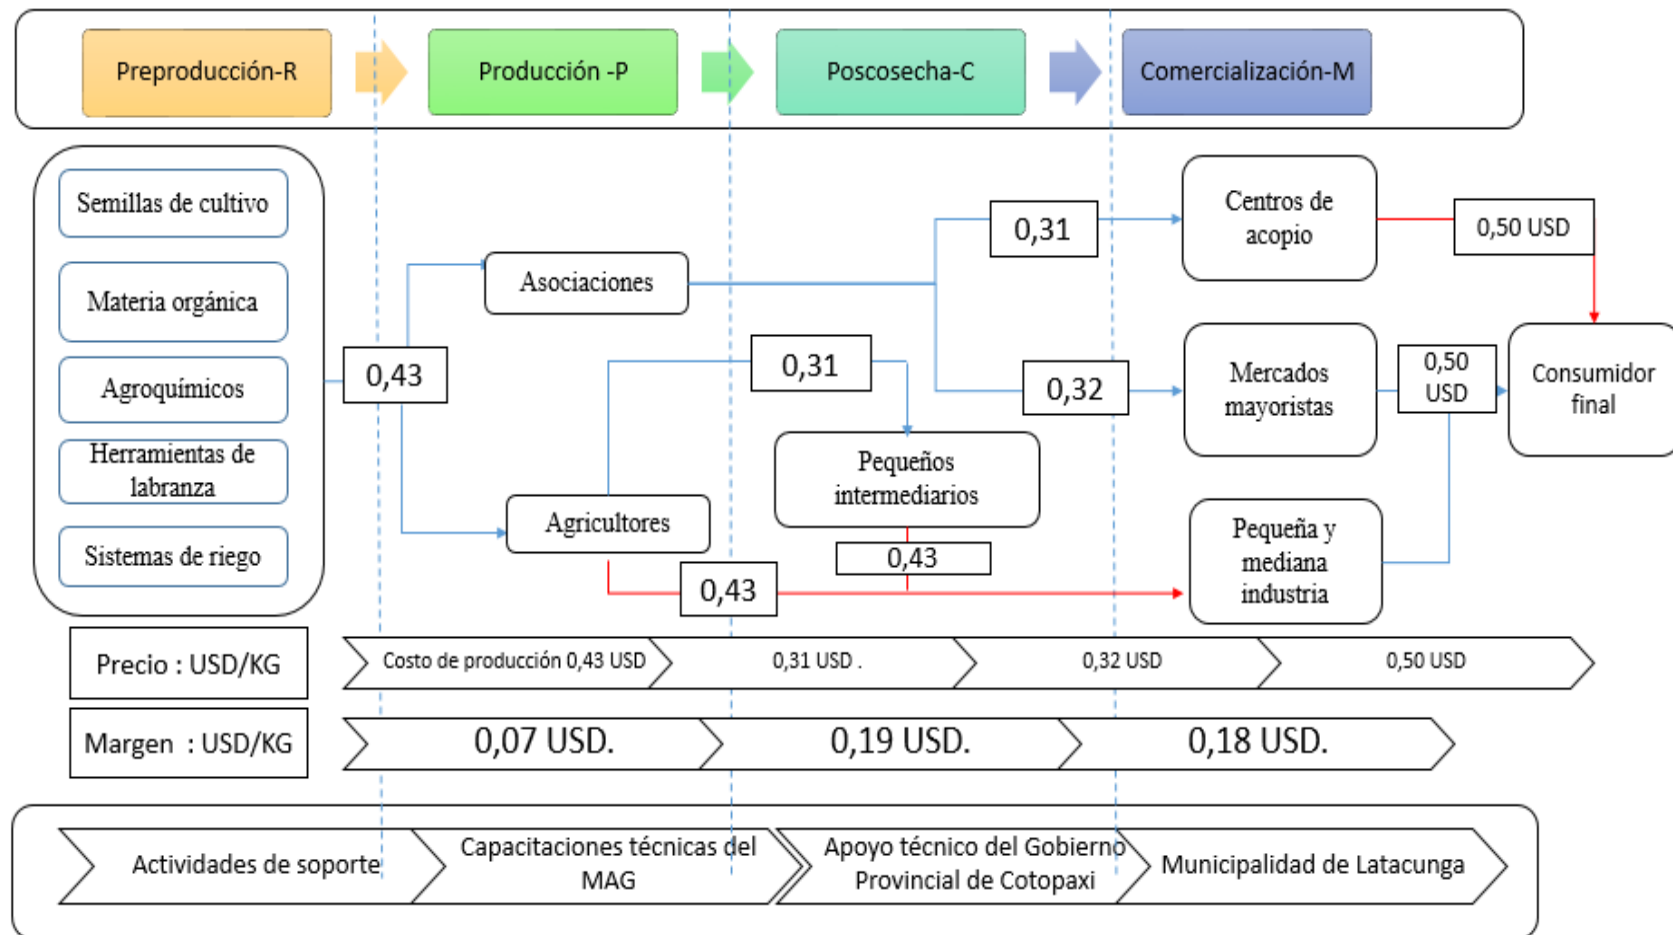 Preproducción-R
Producción -P
Poscosecha-C
Comercialización-M
Semillas de cultivo
Materia orgánica
Agroquímicos
Herramientas de
labranza
Sistemas de riego
0,43
Asociaciones
Agricultores
0,31
0,43
Pequeños
intermediarios
0,43
0,31
0,32
Centros de
acopio
Mercados
mayoristas
Pequeña y
mediana
industria
0,50 USD
0,50
USD
Consumidor
final
Precio : USD/KG
Costo de producción 0,43 USD
0,31 USD .
0,32 USD
0,50 USD
Margen : USD/KG
0,07 USD.
0,19 USD.
0,18 USD.
Actividades de soporte
Capacitaciones técnicas del
MAG
Apoyo técnico del Gobierno
Provincial de Cotopaxi
Municipalidad de Latacunga